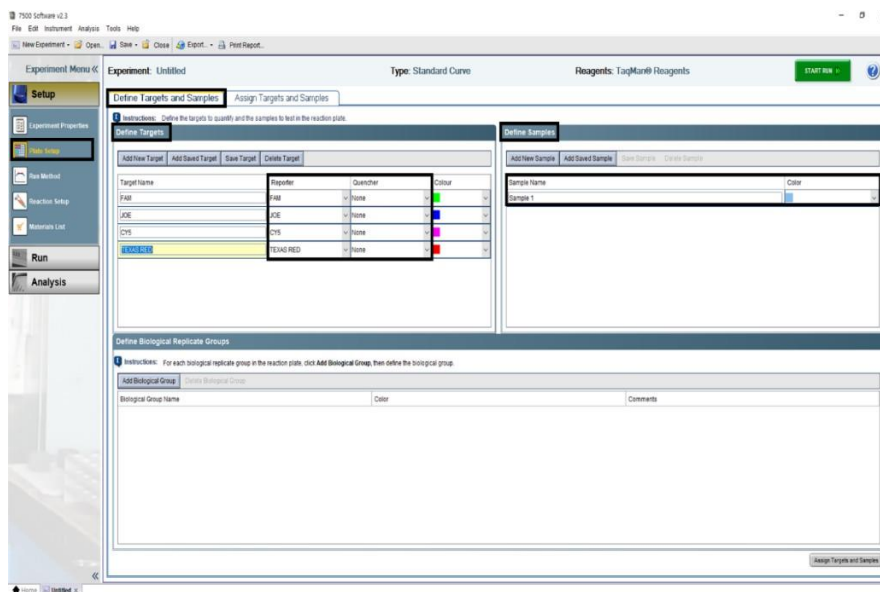 7500 Software v2.3
File Edit Instrument Analysis Tools Help
New Experiment Open... Save Close Export... Print Report...
Experiment Menu «
Experiment: Untitled Type: Standard Curve Reagents: TaqMan® Reagents START RUN
Setup
Experiment Properties
Plate Setup
Run Method
Reaction Setup
Materials List
Run
Analysis
Define Targets and Samples Assign Targets and Samples
Instructions: Define the targets to quantify and the samples to test in the reaction plate.
Define Targets
Add New Target Add Saved Target Save Target Delete Target
Target Name Reporter Quencher Colour
FAM FAM None
JOE JOE None
CY5 CY5 None
TEXAS RED TEXAS RED None
Define Samples
Add New Sample Add Saved Sample Save Sample Delete Sample
Sample Name Color
Sample 1
Define Biological Replicate Groups
Instructions: For each biological replicate group in the reaction plate, click Add Biological Group, then define the biological group.
Add Biological Group Delete Biological Group
Biological Group Name Color Comments
Assign Targets and Samples
«
Home Untitled ×